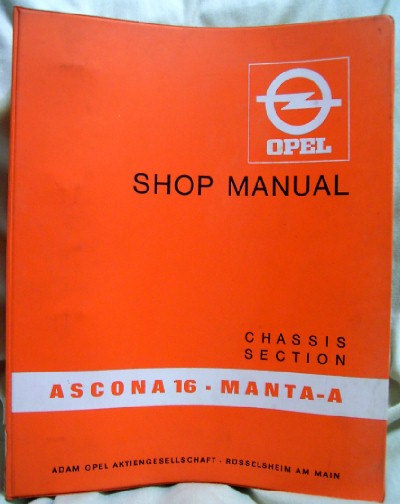 OPEL
SHOP MANUAL
CHASSIS
SECTION
ASCONA 16 - MANTA-A
ADAM OPEL AKTIENGESELLSCHAFT - RÜSSELSHEIM AM MAIN